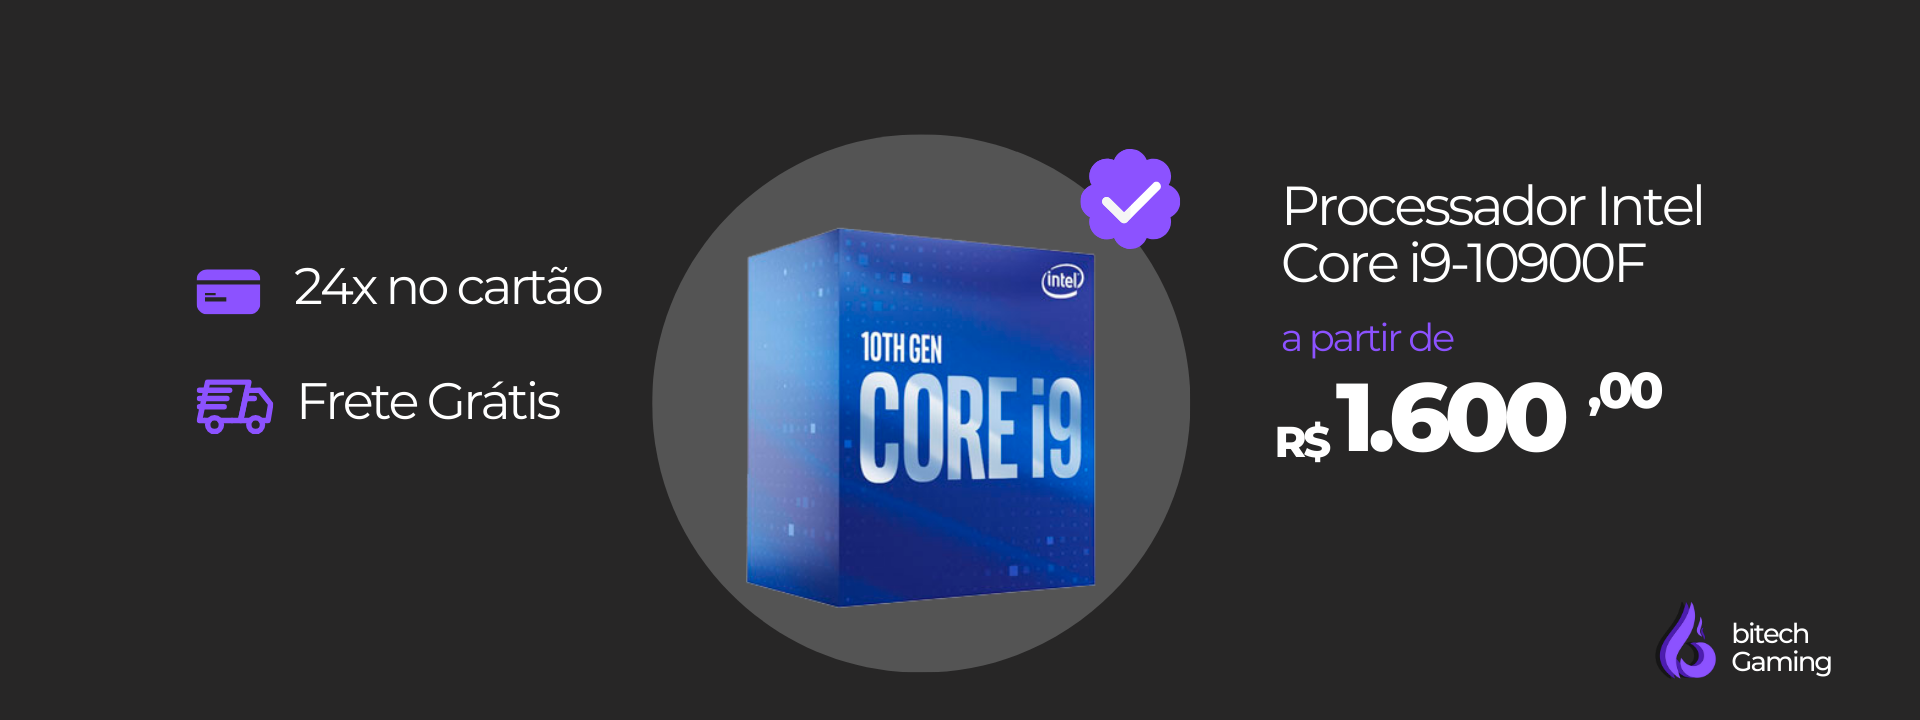 24x no cartão
Frete Grátis
intel
10TH GEN
CORE i9
Processador Intel
Core i9-10900F
a partir de
R$ 1.600 ,00
bitech
Gaming